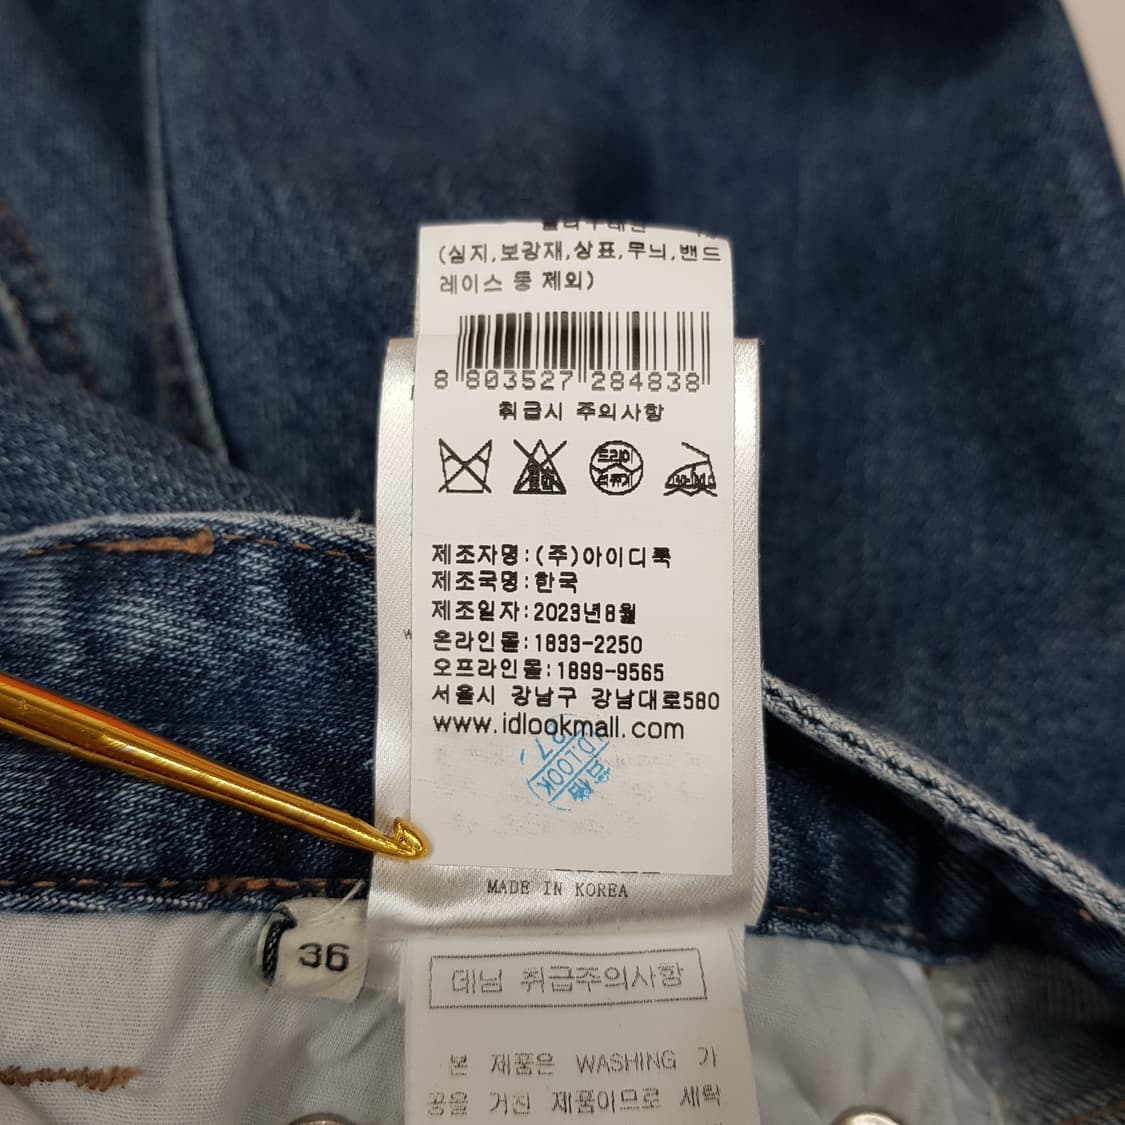 (심지,보강재,상표,무늬,밴드
레이스 등 제외)
8 803527 284838
취급시 주의사항
드라이
제조자명:(주)아이디룩
제조국명:한국
제조일자:2023년8월
온라인몰:1833-2250
오프라인몰:1899-9565
서울시 강남구 강남대로580
www.idlookmall.com
I.D.LOOK
MADE IN KOREA
36
데님 취급주의사항
본 제품은 WASHING 가
공을 거친 제품이므로 세탁